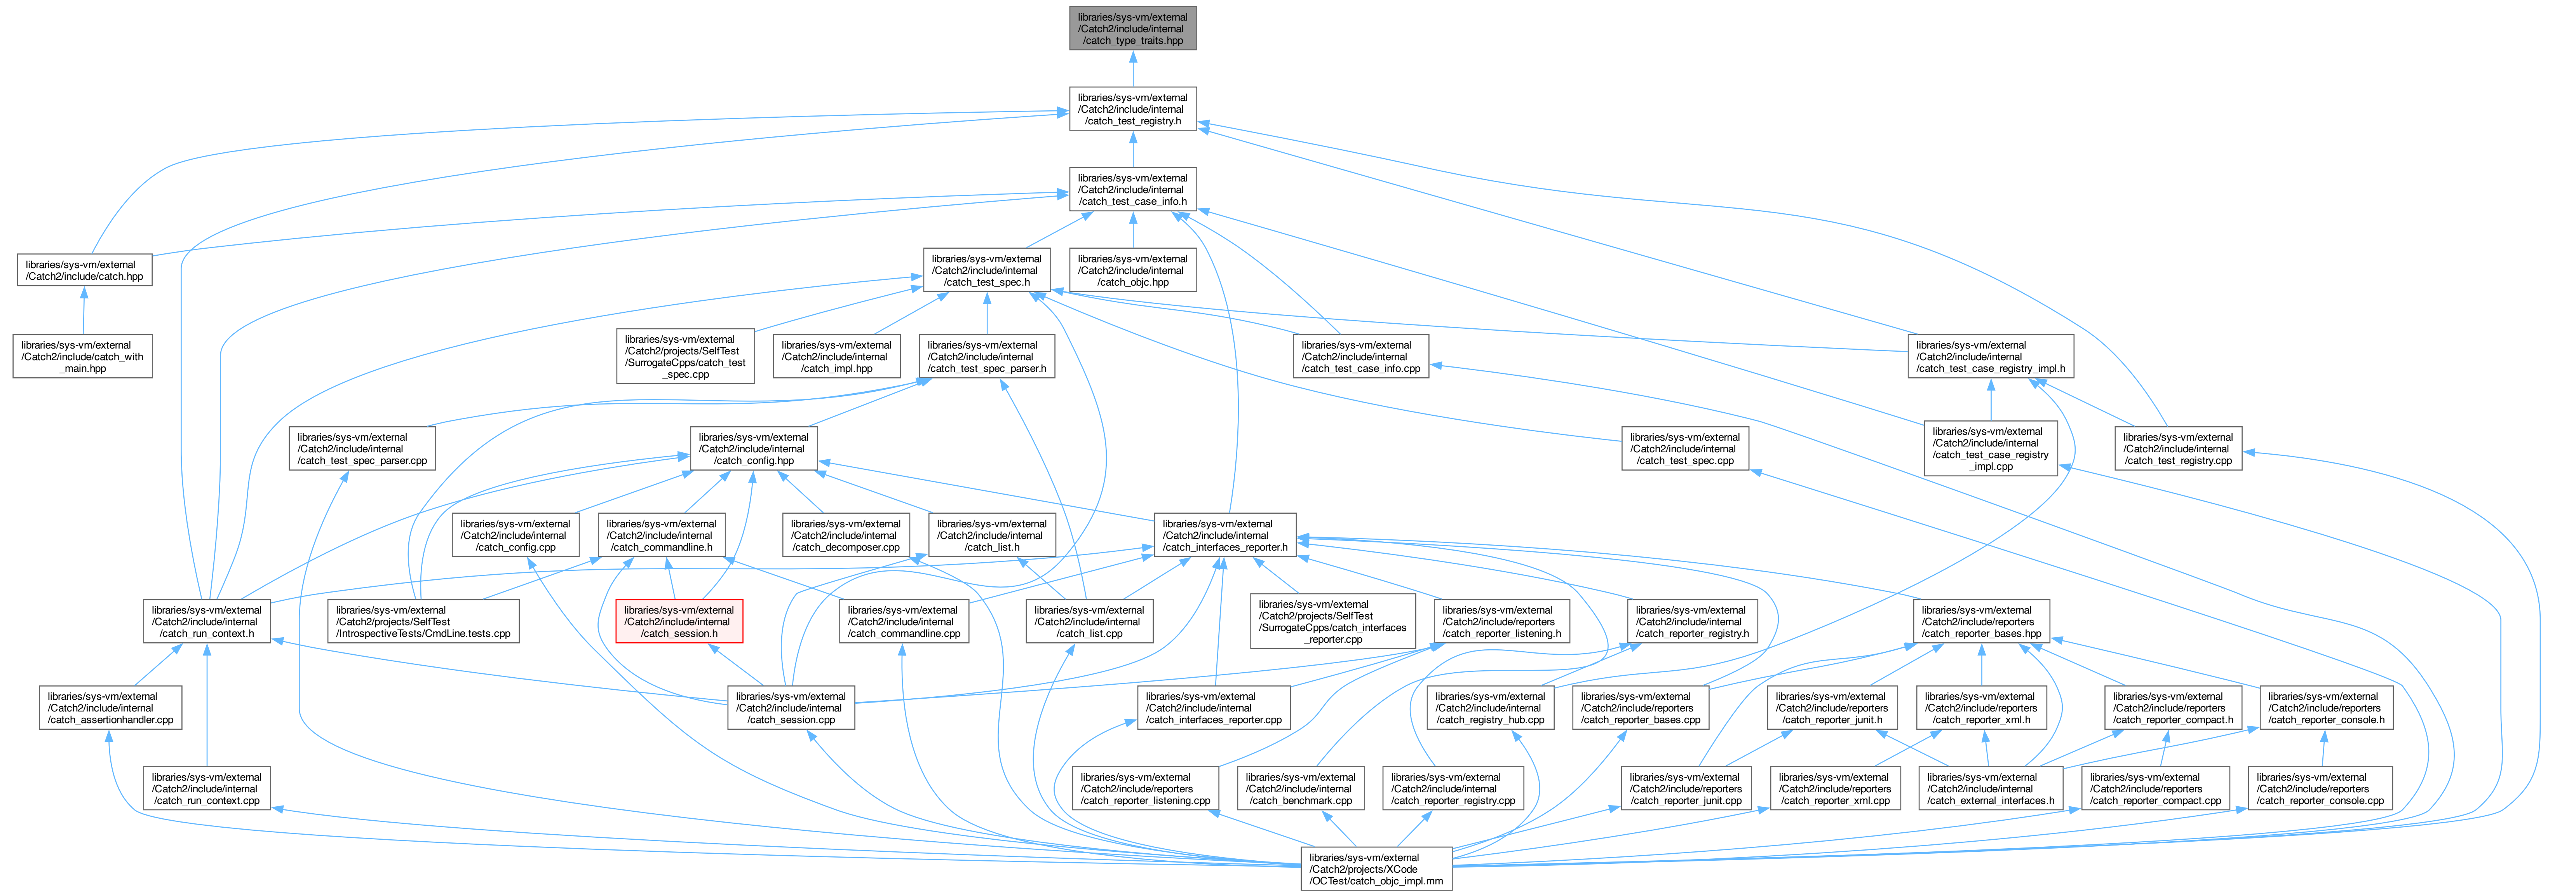 libraries/sys-vm/external
/Catch2/include/internal
/catch_type_traits.hpp
libraries/sys-vm/external
/Catch2/include/internal
/catch_test_registry.h
libraries/sys-vm/external
/Catch2/include/internal
/catch_test_case_info.h
libraries/sys-vm/external
/Catch2/include/catch.hpp
libraries/sys-vm/external
/Catch2/include/internal
/catch_test_spec.h
libraries/sys-vm/external
/Catch2/include/internal
/catch_objc.hpp
libraries/sys-vm/external
/Catch2/include/catch_with
_main.hpp
libraries/sys-vm/external
/Catch2/projects/SelfTest
/SurrogateCpps/catch_test
_spec.cpp
libraries/sys-vm/external
/Catch2/include/internal
/catch_impl.hpp
libraries/sys-vm/external
/Catch2/include/internal
/catch_test_spec_parser.h
libraries/sys-vm/external
/Catch2/include/internal
/catch_test_case_info.cpp
libraries/sys-vm/external
/Catch2/include/internal
/catch_test_case_registry_impl.h
libraries/sys-vm/external
/Catch2/include/internal
/catch_test_spec_parser.cpp
libraries/sys-vm/external
/Catch2/include/internal
/catch_config.hpp
libraries/sys-vm/external
/Catch2/include/internal
/catch_test_spec.cpp
libraries/sys-vm/external
/Catch2/include/internal
/catch_test_case_registry
_impl.cpp
libraries/sys-vm/external
/Catch2/include/internal
/catch_test_registry.cpp
libraries/sys-vm/external
/Catch2/include/internal
/catch_config.cpp
libraries/sys-vm/external
/Catch2/include/internal
/catch_commandline.h
libraries/sys-vm/external
/Catch2/include/internal
/catch_decomposer.cpp
libraries/sys-vm/external
/Catch2/include/internal
/catch_list.h
libraries/sys-vm/external
/Catch2/include/internal
/catch_interfaces_reporter.h
libraries/sys-vm/external
/Catch2/include/internal
/catch_run_context.h
libraries/sys-vm/external
/Catch2/projects/SelfTest
/IntrospectiveTests/CmdLine.tests.cpp
libraries/sys-vm/external
/Catch2/include/internal
/catch_session.h
libraries/sys-vm/external
/Catch2/include/internal
/catch_commandline.cpp
libraries/sys-vm/external
/Catch2/include/internal
/catch_list.cpp
libraries/sys-vm/external
/Catch2/projects/SelfTest
/SurrogateCpps/catch_interfaces
_reporter.cpp
libraries/sys-vm/external
/Catch2/include/reporters
/catch_reporter_listening.h
libraries/sys-vm/external
/Catch2/include/internal
/catch_reporter_registry.h
libraries/sys-vm/external
/Catch2/include/reporters
/catch_reporter_bases.hpp
libraries/sys-vm/external
/Catch2/include/internal
/catch_assertionhandler.cpp
libraries/sys-vm/external
/Catch2/include/internal
/catch_session.cpp
libraries/sys-vm/external
/Catch2/include/internal
/catch_interfaces_reporter.cpp
libraries/sys-vm/external
/Catch2/include/internal
/catch_registry_hub.cpp
libraries/sys-vm/external
/Catch2/include/reporters
/catch_reporter_bases.cpp
libraries/sys-vm/external
/Catch2/include/reporters
/catch_reporter_junit.h
libraries/sys-vm/external
/Catch2/include/reporters
/catch_reporter_xml.h
libraries/sys-vm/external
/Catch2/include/reporters
/catch_reporter_compact.h
libraries/sys-vm/external
/Catch2/include/reporters
/catch_reporter_console.h
libraries/sys-vm/external
/Catch2/include/internal
/catch_run_context.cpp
libraries/sys-vm/external
/Catch2/include/reporters
/catch_reporter_listening.cpp
libraries/sys-vm/external
/Catch2/include/internal
/catch_benchmark.cpp
libraries/sys-vm/external
/Catch2/include/internal
/catch_reporter_registry.cpp
libraries/sys-vm/external
/Catch2/include/reporters
/catch_reporter_junit.cpp
libraries/sys-vm/external
/Catch2/include/reporters
/catch_reporter_xml.cpp
libraries/sys-vm/external
/Catch2/include/internal
/catch_external_interfaces.h
libraries/sys-vm/external
/Catch2/include/reporters
/catch_reporter_compact.cpp
libraries/sys-vm/external
/Catch2/include/reporters
/catch_reporter_console.cpp
libraries/sys-vm/external
/Catch2/projects/XCode
/OCTest/catch_objc_impl.mm